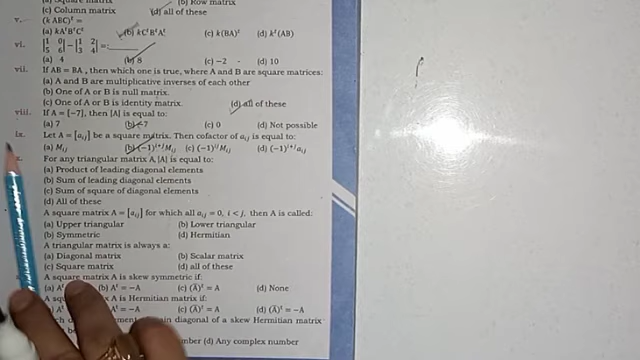 (b) Row matrix
(c) Column matrix (d) all of these
v. (k ABC)ᵗ =
(a) kAᵗBᵗCᵗ (b) kCᵗBᵗAᵗ (c) k(BA)ᵗ (d) kᵗ(AB)
vi. |1 0; 5 6| − |1 2; 3 4| =:
(a) 4 (b) 8 (c) −2 (d) 10
vii. If AB = BA, then which one is true, where A and B are square matrices:
(a) A and B are multiplicative inverses of each other
(b) One of A or B is null matrix.
(c) One of A or B is identity matrix. (d) all of these
viii. If A = [−7], then |A| is equal to:
(a) 7 (b) −7 (c) 0 (d) Not possible
ix. Let A = [aᵢⱼ] be a square matrix. Then cofactor of aᵢⱼ is equal to:
(a) Mᵢⱼ (b) (−1)ⁱ⁺ʲMᵢⱼ (c) (−1)ⁱʲMᵢⱼ (d) (−1)ⁱ⁺ʲaᵢⱼ
x. For any triangular matrix A, |A| is equal to:
(a) Product of leading diagonal elements
(b) Sum of leading diagonal elements
(c) Sum of square of diagonal elements
(d) All of these
A square matrix A = [aᵢⱼ] for which all aᵢⱼ = 0, i < j. then A is called:
(a) Upper triangular (b) Lower triangular
(b) Symmetric (d) Hermitian
A triangular matrix is always a:
(a) Diagonal matrix (b) Scalar matrix
(c) Square matrix (d) all of these
A square matrix A is skew symmetric if:
(a) Aᵗ (b) Aᵗ = −A (c) (Ā)ᵗ = A (d) None
A A is Hermitian matrix if:
Aᵗ = −A (c) (Ā)ᵗ = A (d) (Ā)ᵗ = −A
diagonal of a skew Hermitian matrix
(d) Any complex number